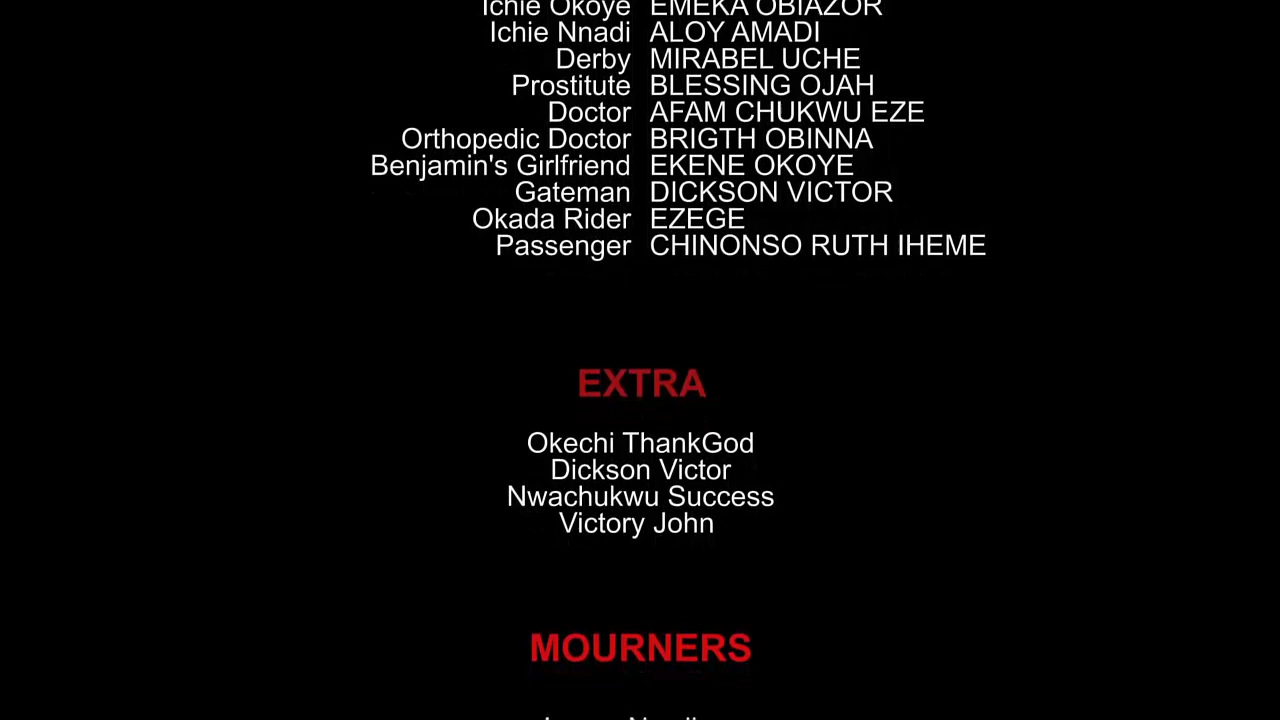 Ichie Okoye EMEKA OBIAZOR
Ichie Nnadi ALOY AMADI
Derby MIRABEL UCHE
Prostitute BLESSING OJAH
Doctor AFAM CHUKWU EZE
Orthopedic Doctor BRIGTH OBINNA
Benjamin's Girlfriend EKENE OKOYE
Gateman DICKSON VICTOR
Okada Rider EZEGE
Passenger CHINONSO RUTH IHEME
EXTRA
Okechi ThankGod
Dickson Victor
Nwachukwu Success
Victory John
MOURNERS